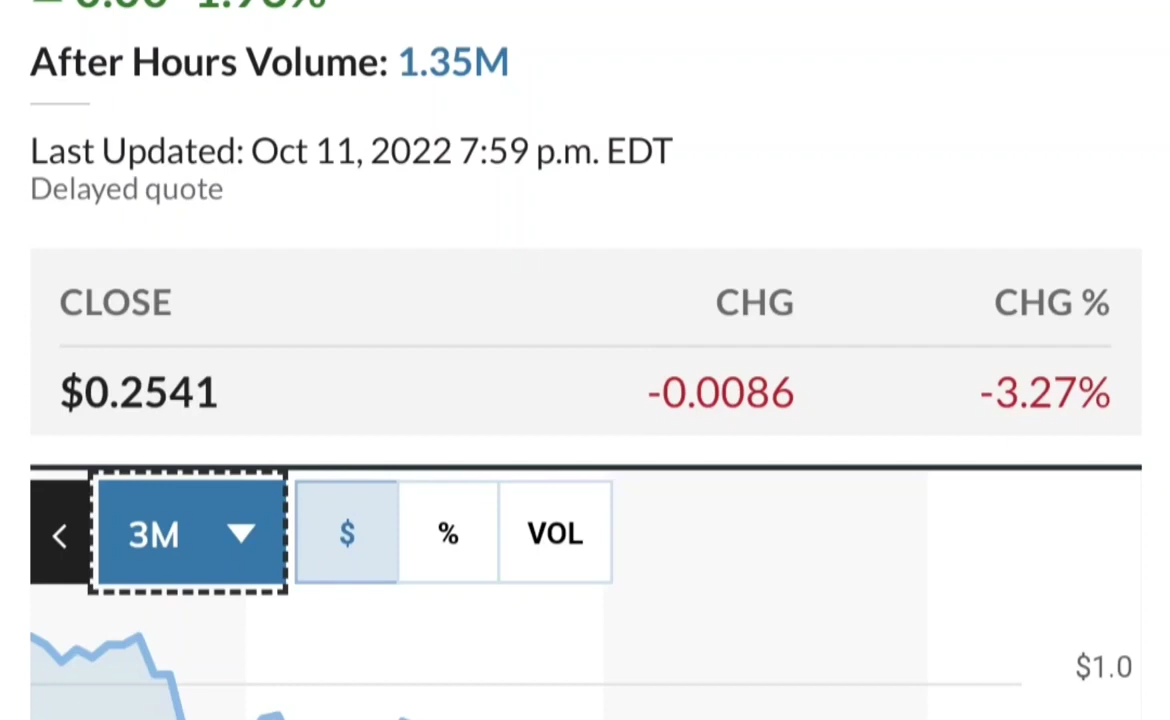 After Hours Volume: 1.35M
Last Updated: Oct 11, 2022 7:59 p.m. EDT
Delayed quote
CLOSE CHG CHG %
$0.2541 -0.0086 -3.27%
< 3M $ % VOL
$1.0